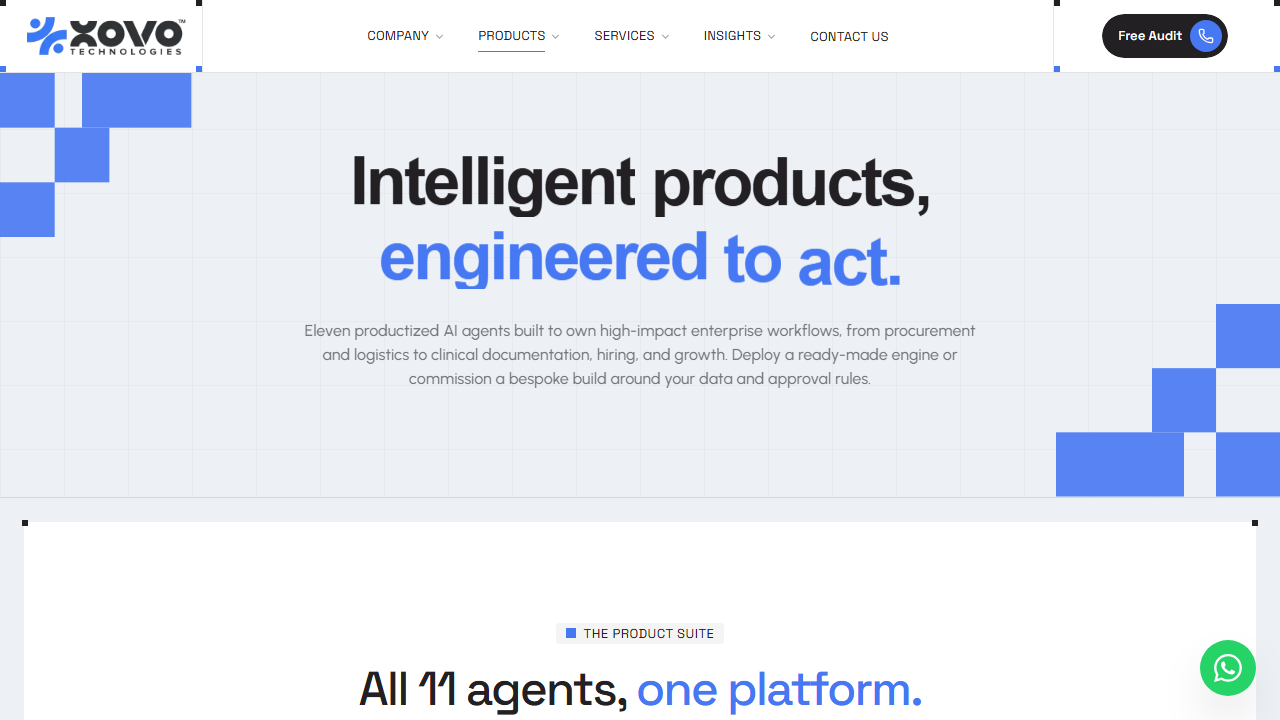 XOVO™
TECHNOLOGIES
COMPANY
PRODUCTS
SERVICES
INSIGHTS
CONTACT US
Free Audit
Intelligent products,
engineered to act.
Eleven productized AI agents built to own high-impact enterprise workflows, from procurement
and logistics to clinical documentation, hiring, and growth. Deploy a ready-made engine or
commission a bespoke build around your data and approval rules.
THE PRODUCT SUITE
All 11 agents, one platform.